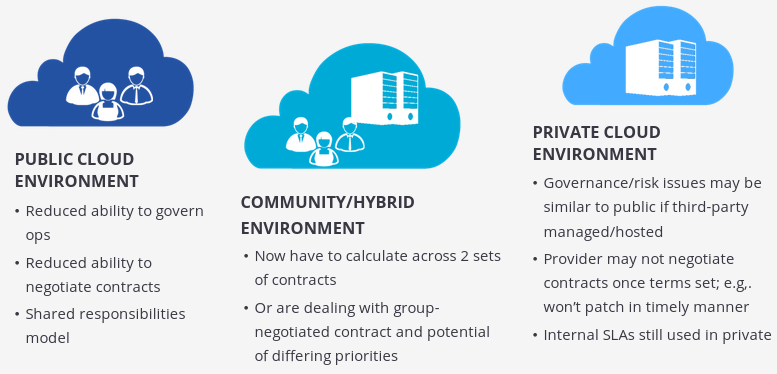 PUBLIC CLOUD
ENVIRONMENT
• Reduced ability to govern
ops
• Reduced ability to
negotiate contracts
• Shared responsibilities
model
COMMUNITY/HYBRID
ENVIRONMENT
• Now have to calculate across 2 sets
of contracts
• Or are dealing with group-
negotiated contract and potential
of differing priorities
PRIVATE CLOUD
ENVIRONMENT
• Governance/risk issues may be
similar to public if third-party
managed/hosted
• Provider may not negotiate
contracts once terms set; e.g,.
won’t patch in timely manner
• Internal SLAs still used in private